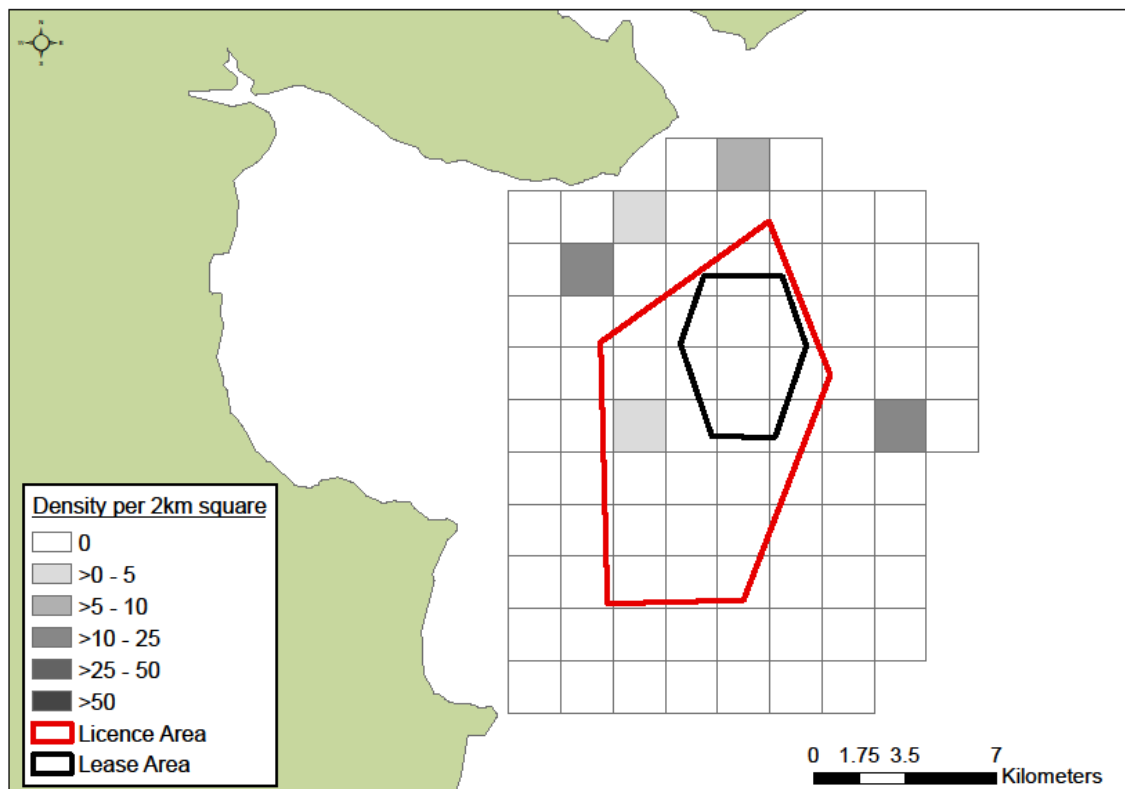 N
W E
S
Density per 2km square
0
>0 - 5
>5 - 10
>10 - 25
>25 - 50
>50
Licence Area
Lease Area
0 1.75 3.5 7
Kilometers